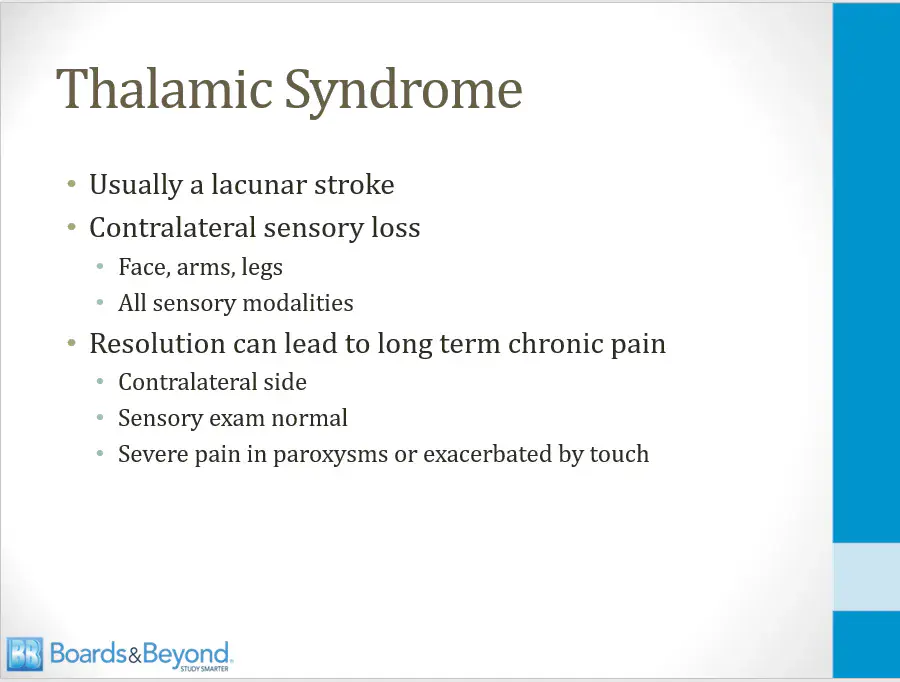 Thalamic Syndrome
• Usually a lacunar stroke
• Contralateral sensory loss
• Face, arms, legs
• All sensory modalities
• Resolution can lead to long term chronic pain
• Contralateral side
• Sensory exam normal
• Severe pain in paroxysms or exacerbated by touch
BB Boards&Beyond.
STUDY SMARTER